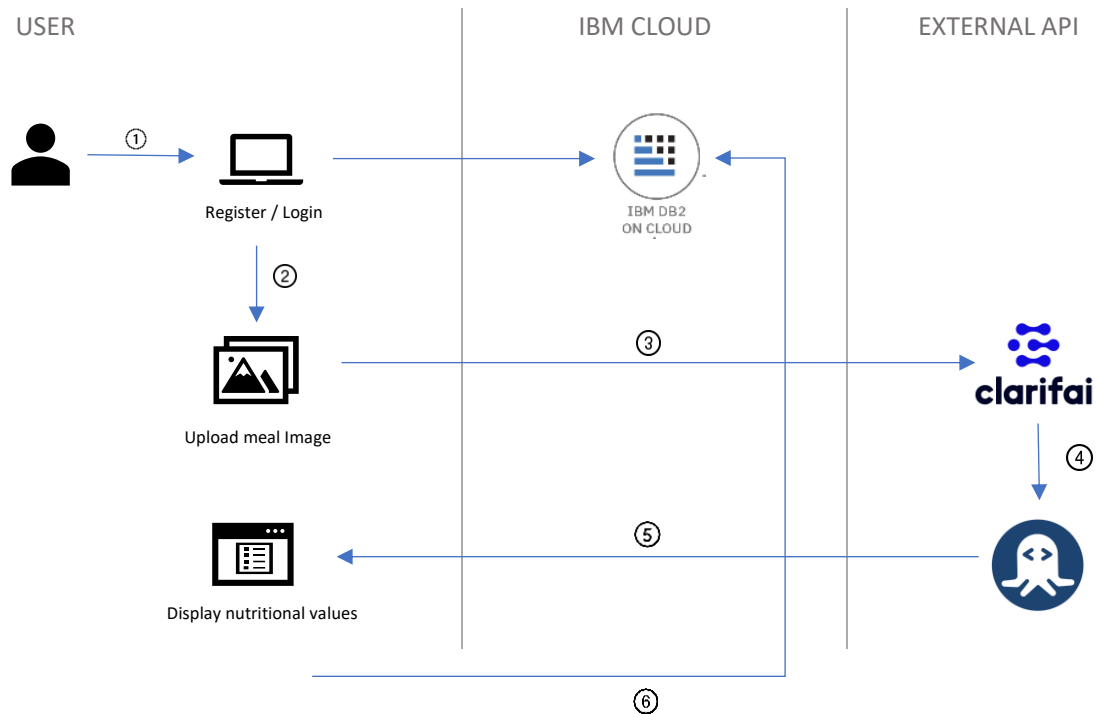 USER
IBM CLOUD
EXTERNAL API
①
Register / Login
IBM DB2
ON CLOUD
②
③
clarifai
Upload meal Image
④
⑤
< >
Display nutritional values
⑥